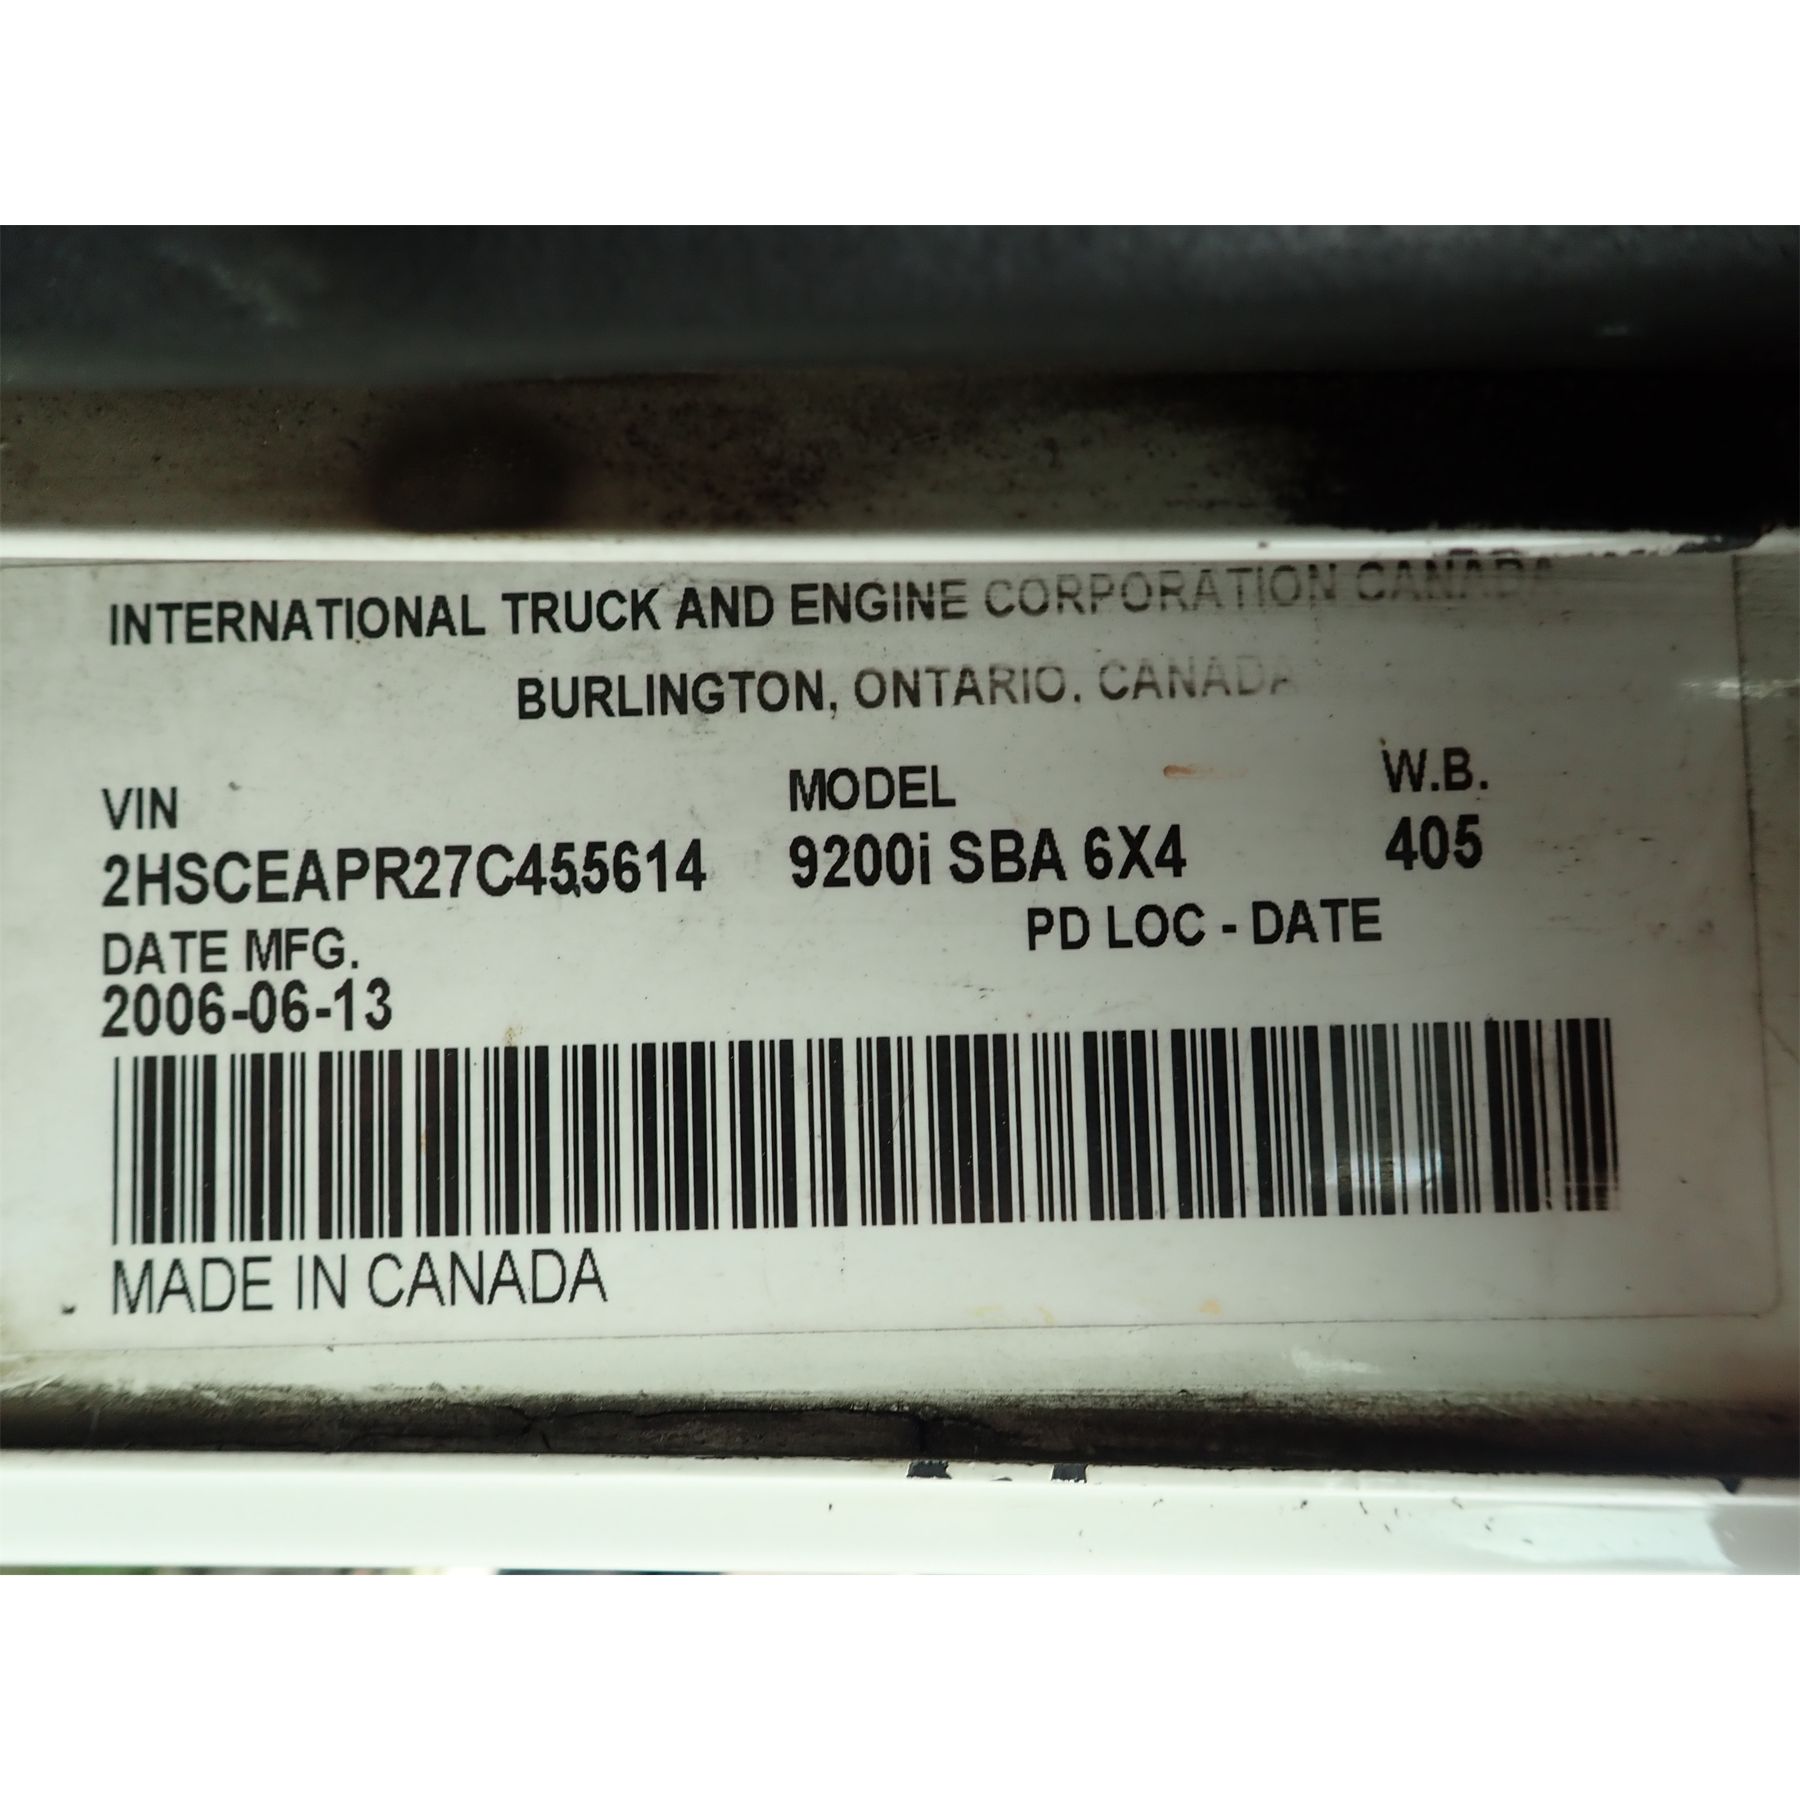 INTERNATIONAL TRUCK AND ENGINE CORPORATION CANADA
BURLINGTON, ONTARIO, CANADA
VIN MODEL W.B.
2HSCEAPR27C455614 9200i SBA 6X4 405
DATE MFG. PD LOC - DATE
2006-06-13
MADE IN CANADA